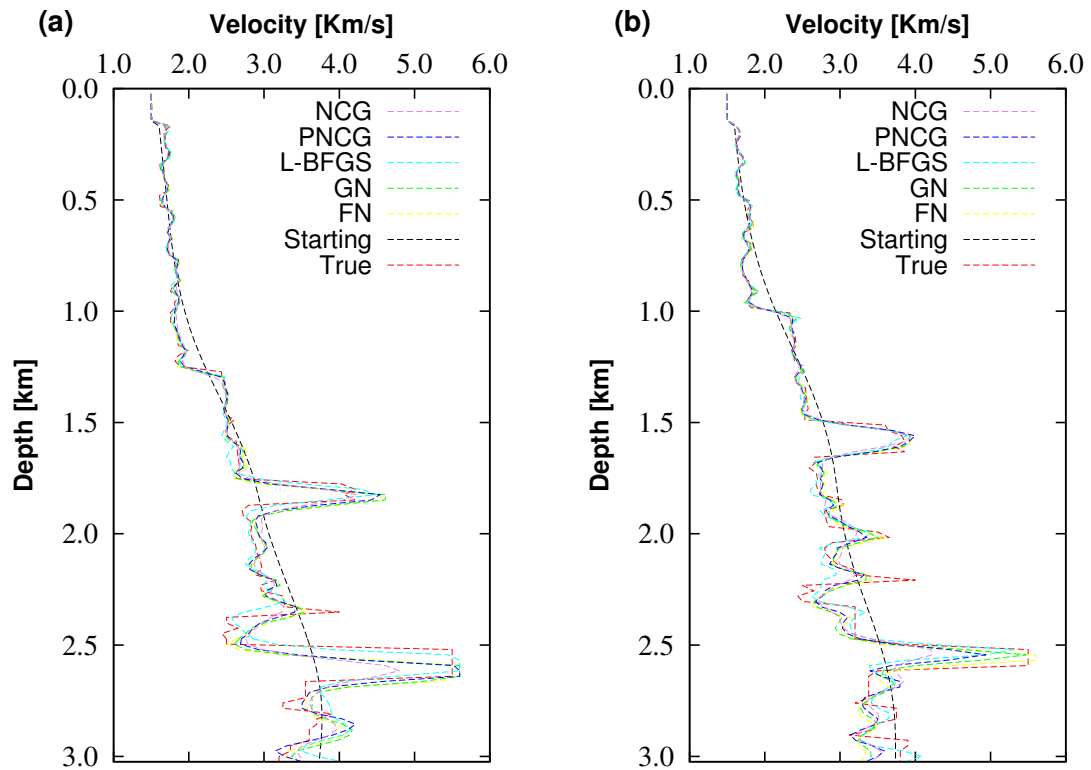 (a) Velocity [Km/s]
1.0 2.0 3.0 4.0 5.0 6.0
0.0
0.5
1.0
1.5
2.0
2.5
3.0
Depth [km]
NCG
PNCG
L-BFGS
GN
FN
Starting
True
(b) Velocity [Km/s]
1.0 2.0 3.0 4.0 5.0 6.0
0.0
0.5
1.0
1.5
2.0
2.5
3.0
Depth [km]
NCG
PNCG
L-BFGS
GN
FN
Starting
True